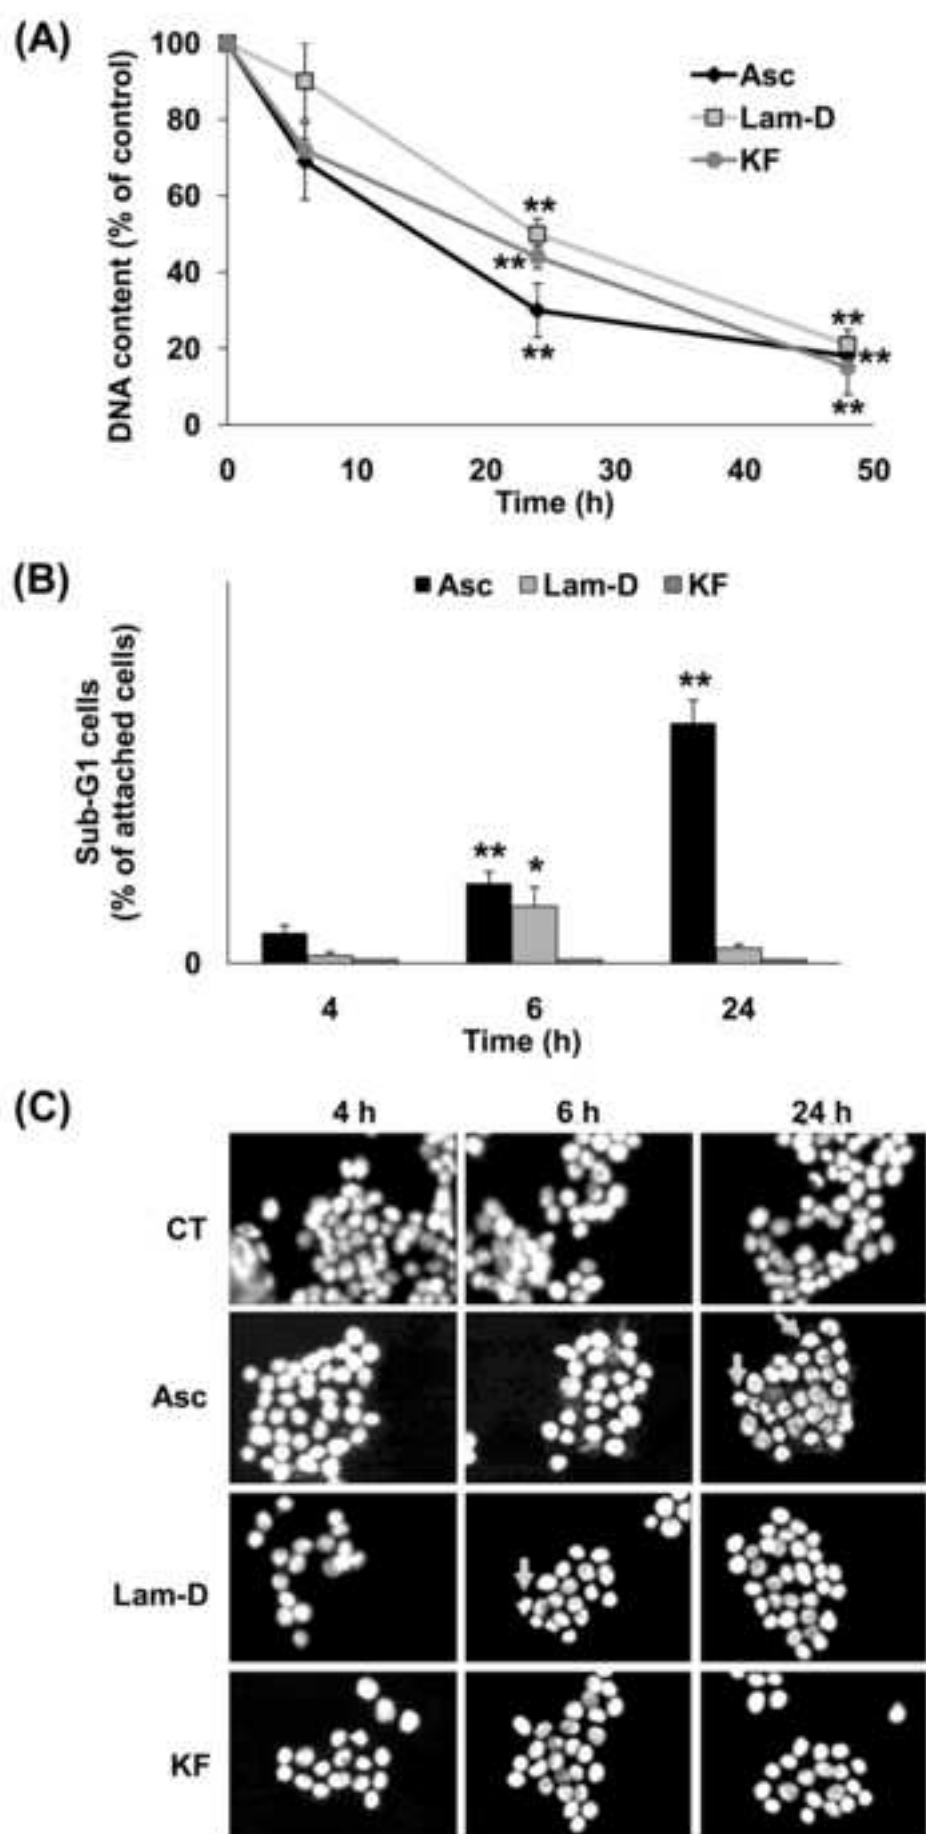 (A)
DNA content (% of control)
100
80
60
40
20
0
Asc
Lam-D
KF
**
**
**
**
**
**
0 10 20 30 40 50
Time (h)
(B)
Asc Lam-D KF
Sub-G1 cells
(% of attached cells)
**
**
*
0
4 6 24
Time (h)
(C)
4 h 6 h 24 h
CT
Asc
Lam-D
KF